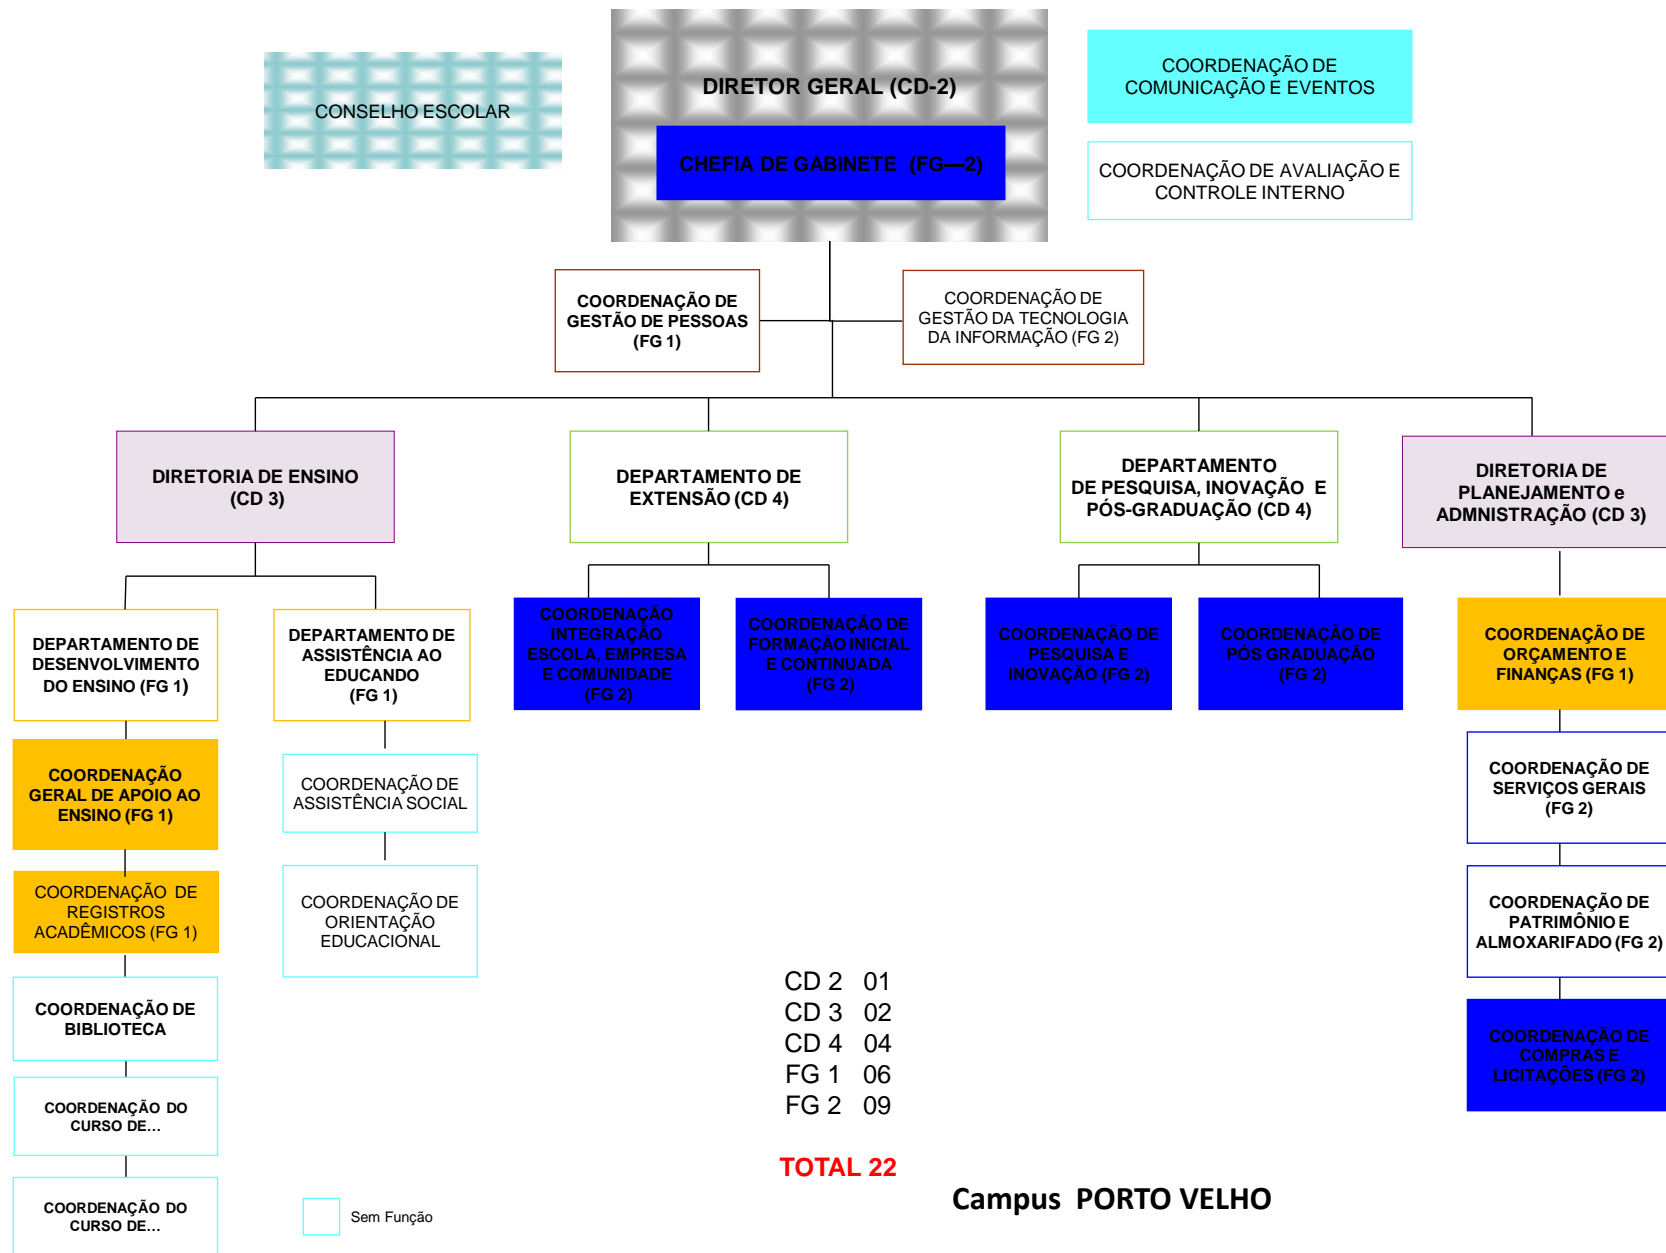 CONSELHO ESCOLAR
DIRETOR GERAL (CD-2)
CHEFIA DE GABINETE (FG—2)
COORDENAÇÃO DE
COMUNICAÇÃO E EVENTOS
COORDENAÇÃO DE AVALIAÇÃO E
CONTROLE INTERNO
COORDENAÇÃO DE
GESTÃO DE PESSOAS
(FG 1)
COORDENAÇÃO DE
GESTÃO DA TECNOLOGIA
DA INFORMAÇÃO (FG 2)
DIRETORIA DE ENSINO
(CD 3)
DEPARTAMENTO DE
EXTENSÃO (CD 4)
DEPARTAMENTO
DE PESQUISA, INOVAÇÃO E
PÓS-GRADUAÇÃO (CD 4)
DIRETORIA DE
PLANEJAMENTO e
ADMNISTRAÇÃO (CD 3)
DEPARTAMENTO DE
DESENVOLVIMENTO
DO ENSINO (FG 1)
DEPARTAMENTO DE
ASSISTÊNCIA AO
EDUCANDO
(FG 1)
COORDENAÇÃO
INTEGRAÇÃO
ESCOLA, EMPRESA
E COMUNIDADE
(FG 2)
COORDENAÇÃO DE
FORMAÇÃO INICIAL
E CONTINUADA
(FG 2)
COORDENAÇÃO DE
PESQUISA E
INOVAÇÃO (FG 2)
COORDENAÇÃO DE
PÓS GRADUAÇÃO
(FG 2)
COORDENAÇÃO DE
ORÇAMENTO E
FINANÇAS (FG 1)
COORDENAÇÃO
GERAL DE APOIO AO
ENSINO (FG 1)
COORDENAÇÃO DE
ASSISTÊNCIA SOCIAL
COORDENAÇÃO DE
SERVIÇOS GERAIS
(FG 2)
COORDENAÇÃO DE
REGISTROS
ACADÊMICOS (FG 1)
COORDENAÇÃO DE
ORIENTAÇÃO
EDUCACIONAL
COORDENAÇÃO DE
PATRIMÔNIO E
ALMOXARIFADO (FG 2)
COORDENAÇÃO DE
BIBLIOTECA
COORDENAÇÃO DE
COMPRAS E
LICITAÇÕES (FG 2)
COORDENAÇÃO DO
CURSO DE...
COORDENAÇÃO DO
CURSO DE...
CD 2 01
CD 3 02
CD 4 04
FG 1 06
FG 2 09
TOTAL 22
Campus PORTO VELHO
Sem Função